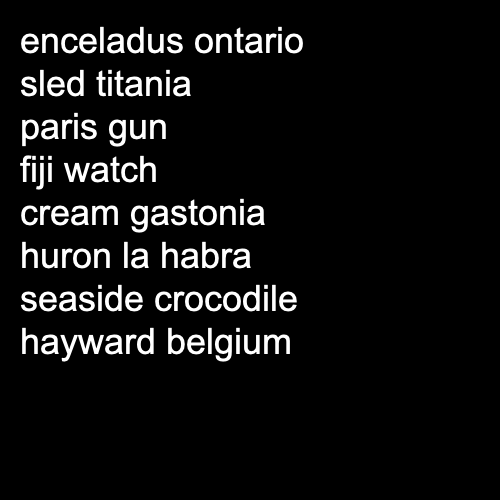 enceladus ontario
sled titania
paris gun
fiji watch
cream gastonia
huron la habra
seaside crocodile
hayward belgium